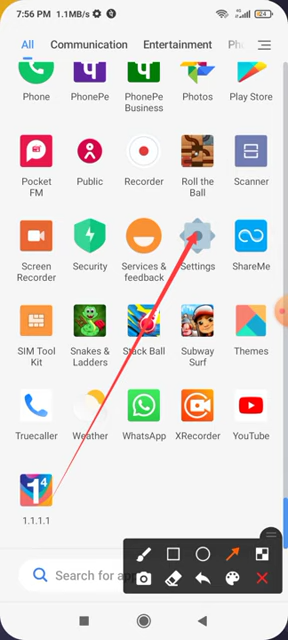 7:56 PM 1.1MB/s
24
All Communication Entertainment
Phone PhonePe PhonePe Business Photos Play Store
Pocket FM Public Recorder Roll the Ball Scanner
Screen Recorder Security Services & feedback Settings ShareMe
SIM Tool Kit Snakes & Ladders Stack Ball Subway Surf Themes
Truecaller Weather WhatsApp XRecorder YouTube
1⁴
1.1.1.1
Search for